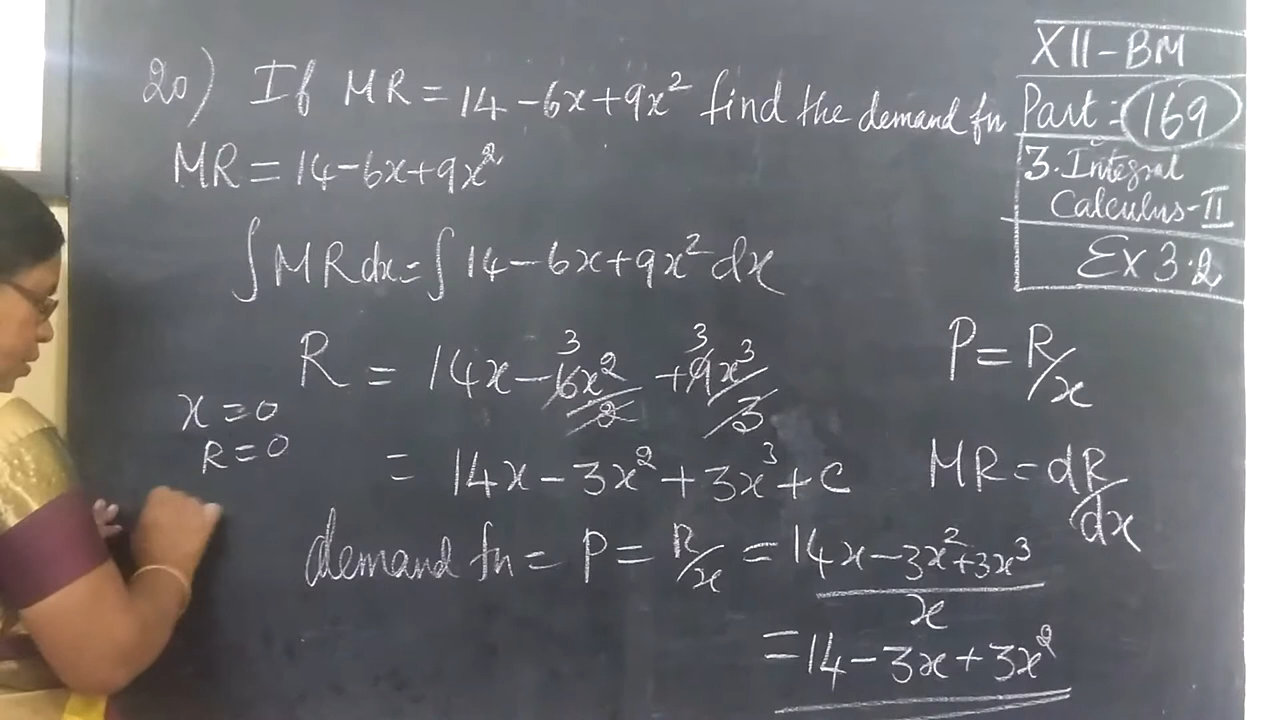 20) If MR = 14 - 6x + 9x² find the demand fn
MR = 14 - 6x + 9x²
∫ MR dx = ∫ 14 - 6x + 9x² dx
R = 14x - 6x²/2 3 + 9x³/3 3
x = 0
R = 0
= 14x - 3x² + 3x³ + c
demand fn = P = R/x = 14x - 3x² + 3x³ / x
= 14 - 3x + 3x²
P = R/x
MR = dR/dx
XII - BM
Part : 169
3. Integral
Calculus - II
Ex 3.2